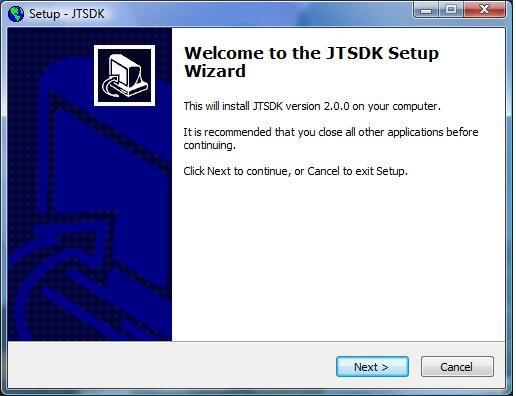 Setup - JTSDK
Welcome to the JTSDK Setup
Wizard
This will install JTSDK version 2.0.0 on your computer.
It is recommended that you close all other applications before
continuing.
Click Next to continue, or Cancel to exit Setup.
Next >
Cancel